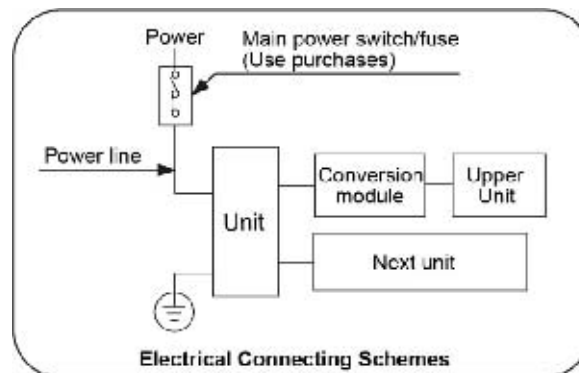 Power
Main power switch/fuse
(Use purchases)
Power line
Unit
Conversion
module
Upper
Unit
Next unit
Electrical Connecting Schemes